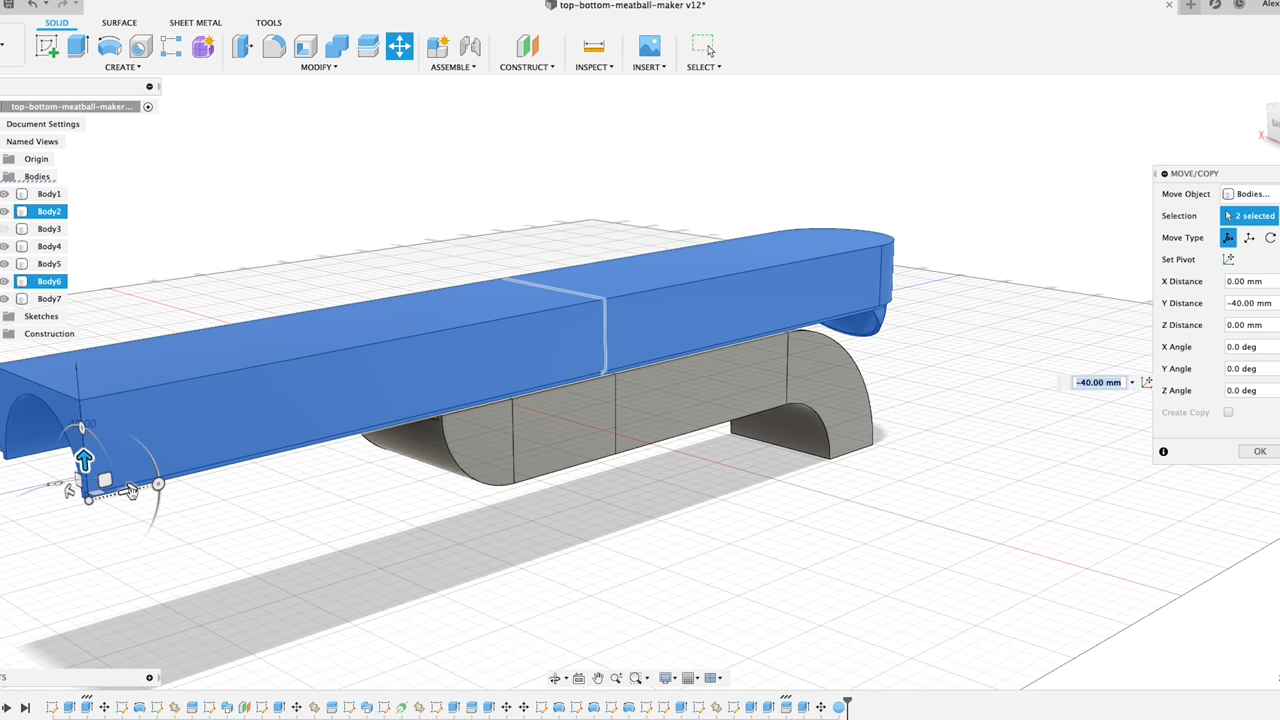 top-bottom-meatball-maker v12*
Alex
SOLID SURFACE SHEET METAL TOOLS
CREATE MODIFY ASSEMBLE CONSTRUCT INSPECT INSERT SELECT
top-bottom-meatball-maker...
Document Settings
Named Views
Origin
Bodies
Body1
Body2
Body3
Body4
Body5
Body6
Body7
Sketches
Construction
MOVE/COPY
Move Object Bodies...
Selection 2 selected
Move Type
Set Pivot
X Distance 0.00 mm
Y Distance -40.00 mm
Z Distance 0.00 mm
X Angle 0.0 deg
Y Angle 0.0 deg
Z Angle 0.0 deg
Create Copy
OK
-40.00 mm
X